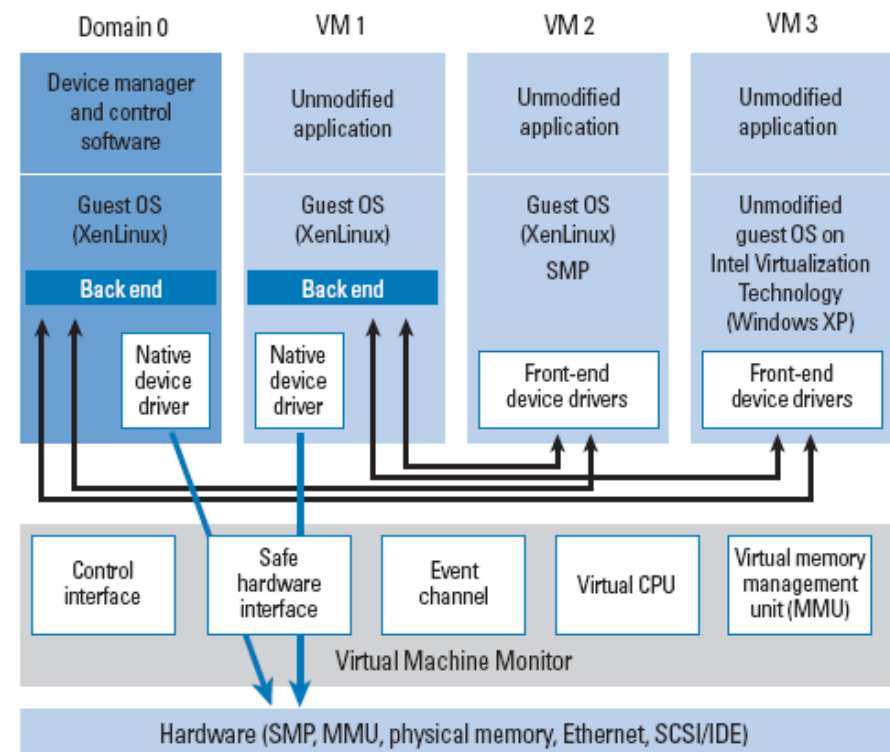 Domain 0
VM 1
VM 2
VM 3
Device manager
and control
software
Unmodified
application
Unmodified
application
Unmodified
application
Guest OS
(XenLinux)
Back end
Native
device
driver
Guest OS
(XenLinux)
Back end
Native
device
driver
Guest OS
(XenLinux)
SMP
Front-end
device drivers
Unmodified
guest OS on
Intel Virtualization
Technology
(Windows XP)
Front-end
device drivers
Control
interface
Safe
hardware
interface
Event
channel
Virtual CPU
Virtual memory
management
unit (MMU)
Virtual Machine Monitor
Hardware (SMP, MMU, physical memory, Ethernet, SCSI/IDE)